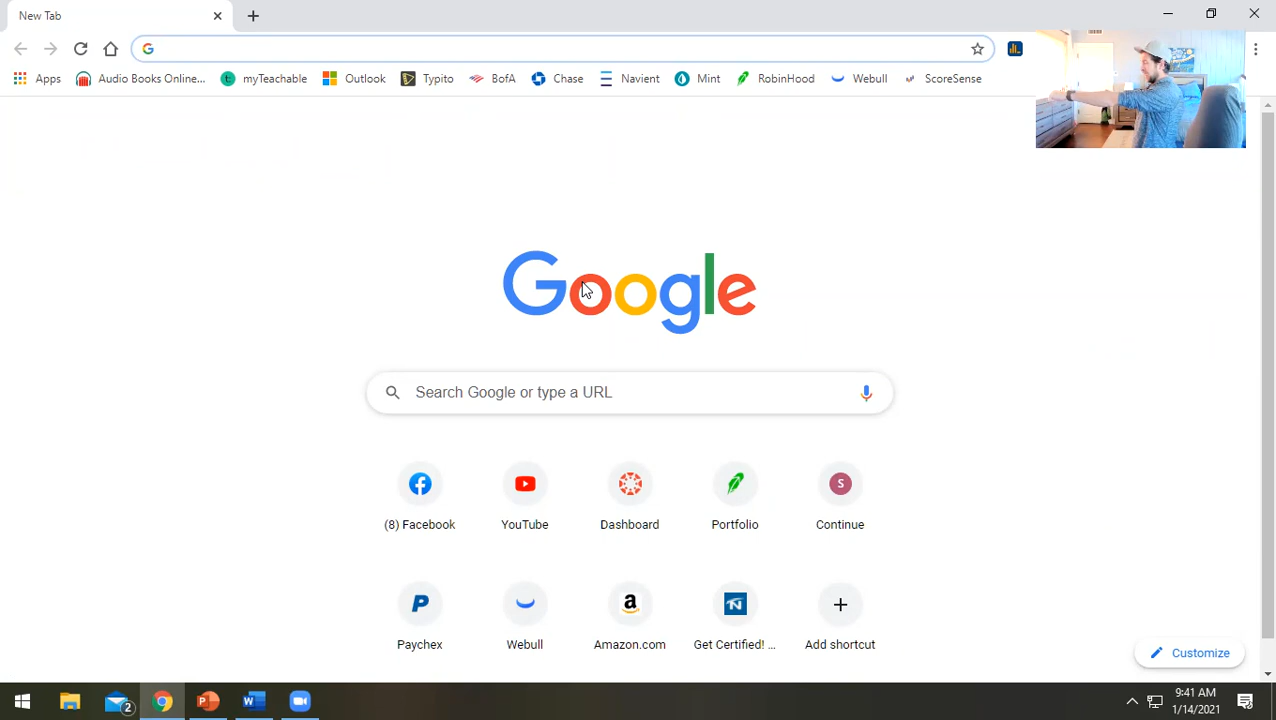 New Tab
Apps Audio Books Online... myTeachable Outlook Typito BofA Chase Navient Mint RobinHood Webull ScoreSense
Google
Search Google or type a URL
(8) Facebook YouTube Dashboard Portfolio Continue
S
Paychex Webull Amazon.com Get Certified! ... Add shortcut
Customize
2
9:41 AM
1/14/2021